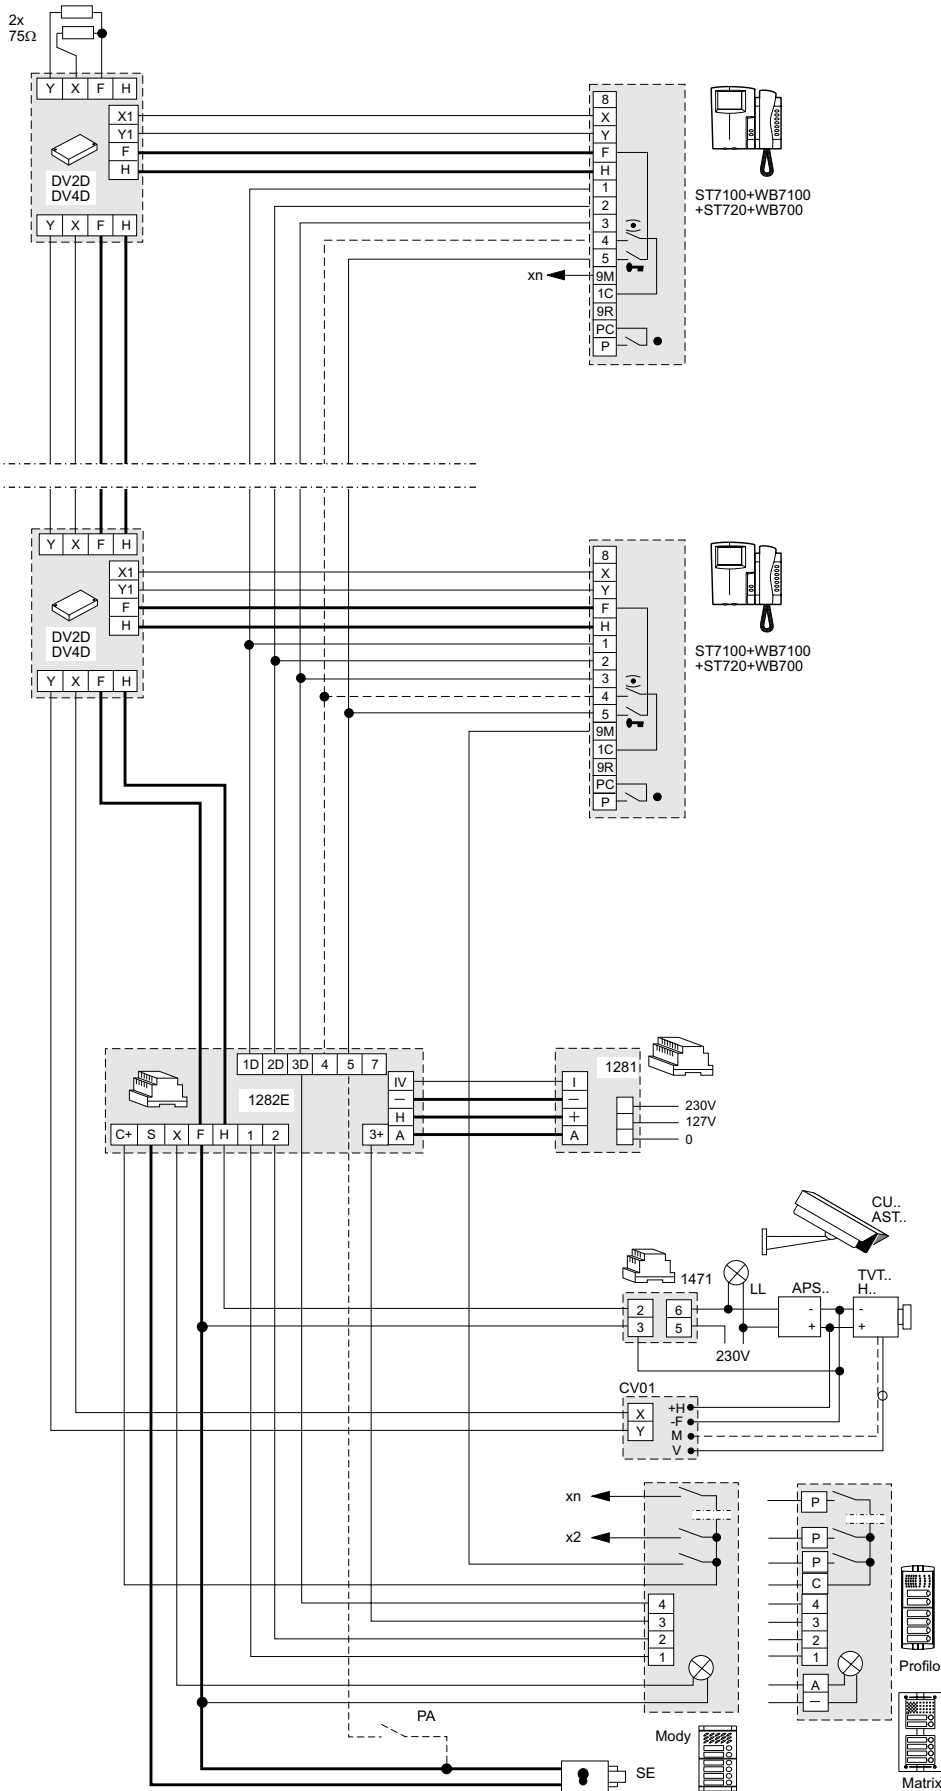 2x
75Ω
Y X F H
X1
Y1
F
H
DV2D
DV4D
Y X F H
8
X
Y
F
H
1
2
3
4
5
9M
1C
9R
PC
P
xn
ST7100+WB7100
+ST720+WB700
Y X F H
X1
Y1
F
H
DV2D
DV4D
Y X F H
8
X
Y
F
H
1
2
3
4
5
9M
1C
9R
PC
P
ST7100+WB7100
+ST720+WB700
1D 2D 3D 4 5 7
1282E
IV
—
H
3+ A
C+ S X F H 1 2
1281
I
—
+
A
230V
127V
0
CU..
AST..
1471
2
3
6
5
LL
230V
APS..
-
+
TVT..
H..
-
+
CV01
X
Y
+H
-F
M
V
xn
x2
4
3
2
1
P
P
P
C
4
3
2
1
A
—
Profilo
PA
Mody
SE
Matrix